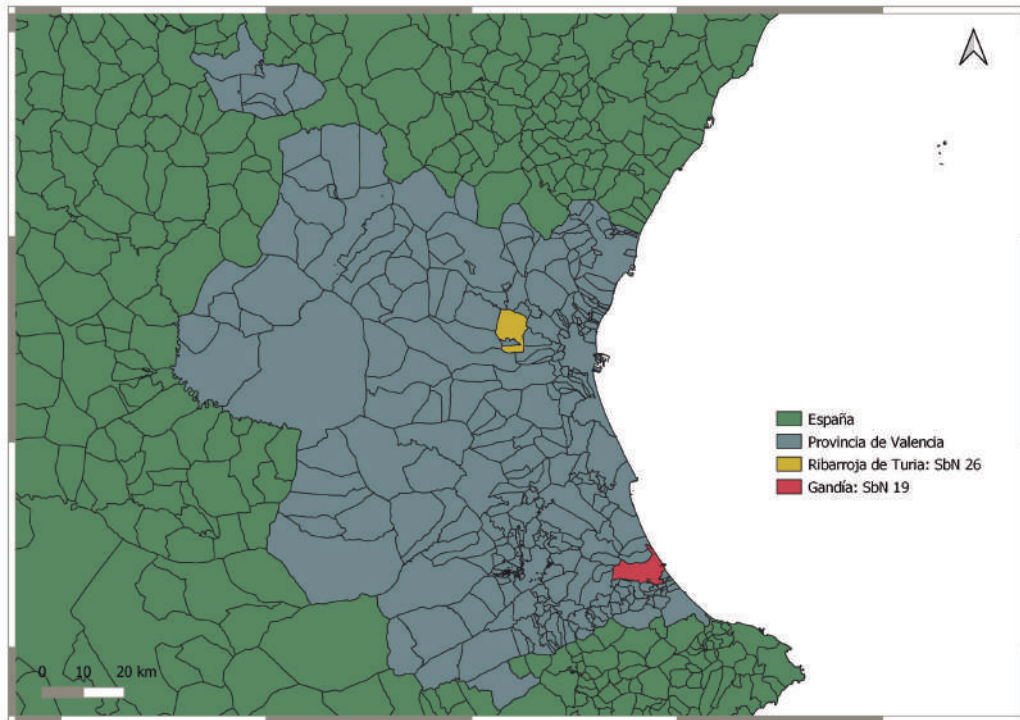 España
Provincia de Valencia
Ribarroja de Turia: SbN 26
Gandía: SbN 19
0 10 20 km